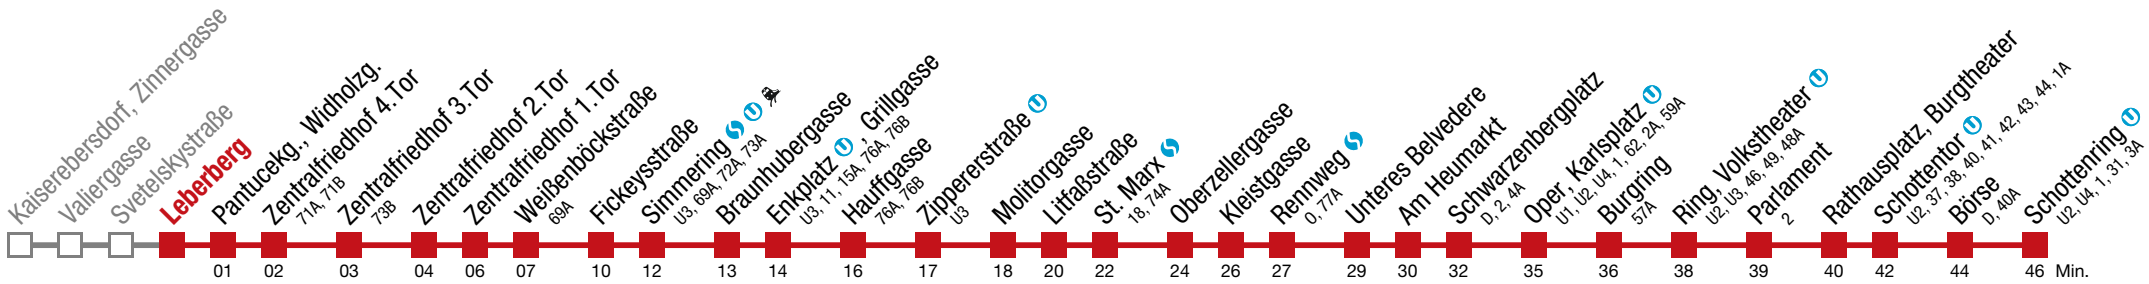 Kaiserebersdorf, Zinnergasse
Valiergasse
Svetelskystraße
Leberberg
Pantucekg., Widholzg.
Zentralfriedhof 4.Tor
71A, 71B
Zentralfriedhof 3.Tor
73B
Zentralfriedhof 2.Tor
Zentralfriedhof 1.Tor
Weißenböckstraße
69A
Fickeysstraße
Simmering
U3, 69A, 72A, 73A
Braunhubergasse
Enkplatz U, Grillgasse
U3, 11, 15A, 76A, 76B
Hauffgasse
76A, 76B
Zippererstraße U
U3
Molitorgasse
Litfaßstraße
St. Marx
18, 74A
Oberzellergasse
Kleistgasse
Rennweg
O, 77A
Unteres Belvedere
Am Heumarkt
Schwarzenbergplatz
D, 2, 4A
Oper, Karlsplatz U
U1, U2, U4, 1, 62, 2A, 59A
Burgring
57A
Ring, Volkstheater U
U2, U3, 46, 49, 48A
Parlament
2
Rathausplatz, Burgtheater
Schottentor U
U2, 37, 38, 40, 41, 42, 43, 44, 1A
Börse
D, 40A
Schottenring U
U2, U4, 1, 31, 3A
01 02 03 04 06 07 10 12 13 14 16 17 18 20 22 24 26 27 29 30 32 35 36 38 39 40 42 44 46 Min.